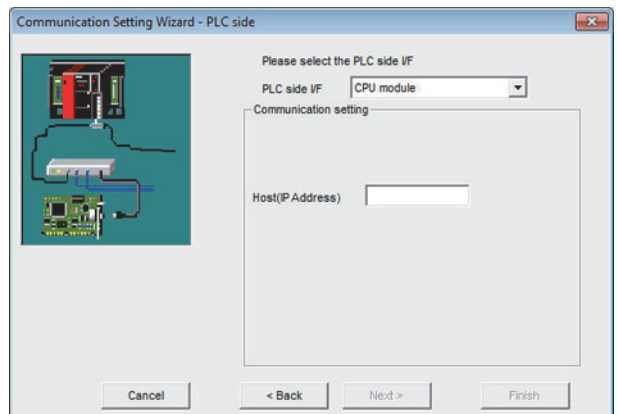 Communication Setting Wizard - PLC side
Please select the PLC side I/F
PLC side I/F CPU module
Communication setting
Host(IP Address)
Cancel < Back Next > Finish